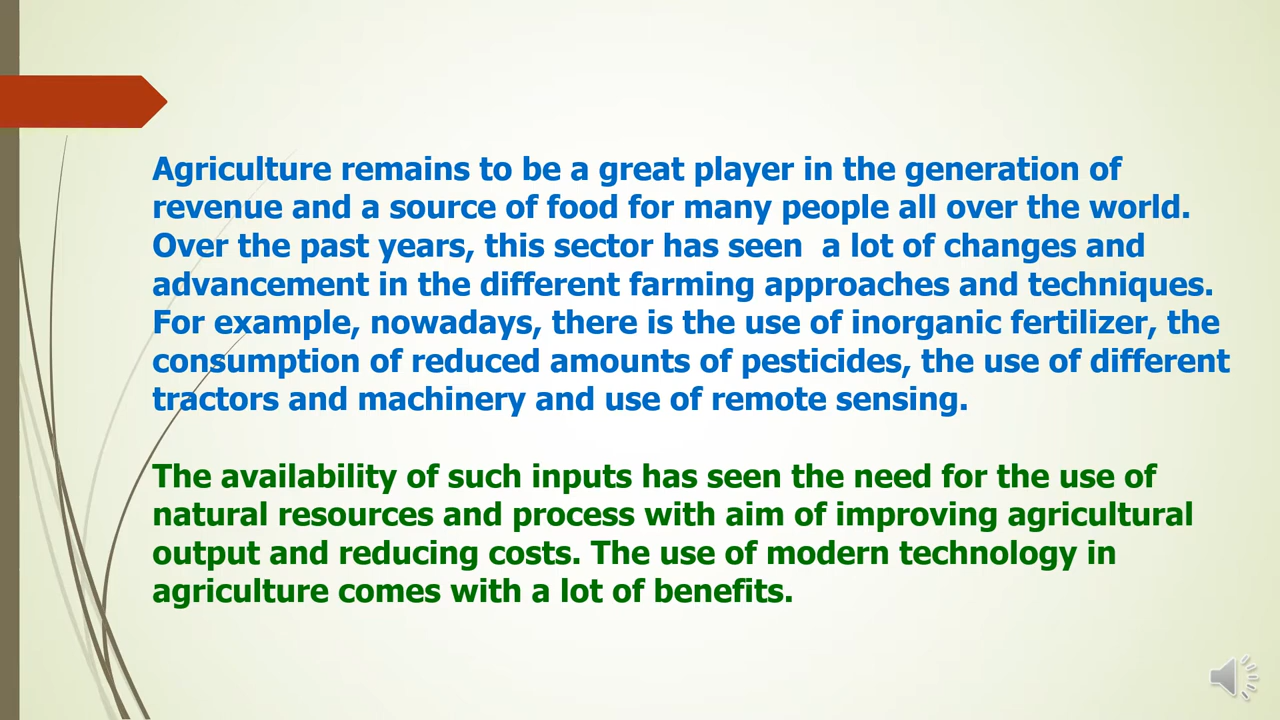 Agriculture remains to be a great player in the generation of
revenue and a source of food for many people all over the world.
Over the past years, this sector has seen  a lot of changes and
advancement in the different farming approaches and techniques.
For example, nowadays, there is the use of inorganic fertilizer, the
consumption of reduced amounts of pesticides, the use of different
tractors and machinery and use of remote sensing.
The availability of such inputs has seen the need for the use of
natural resources and process with aim of improving agricultural
output and reducing costs. The use of modern technology in
agriculture comes with a lot of benefits.